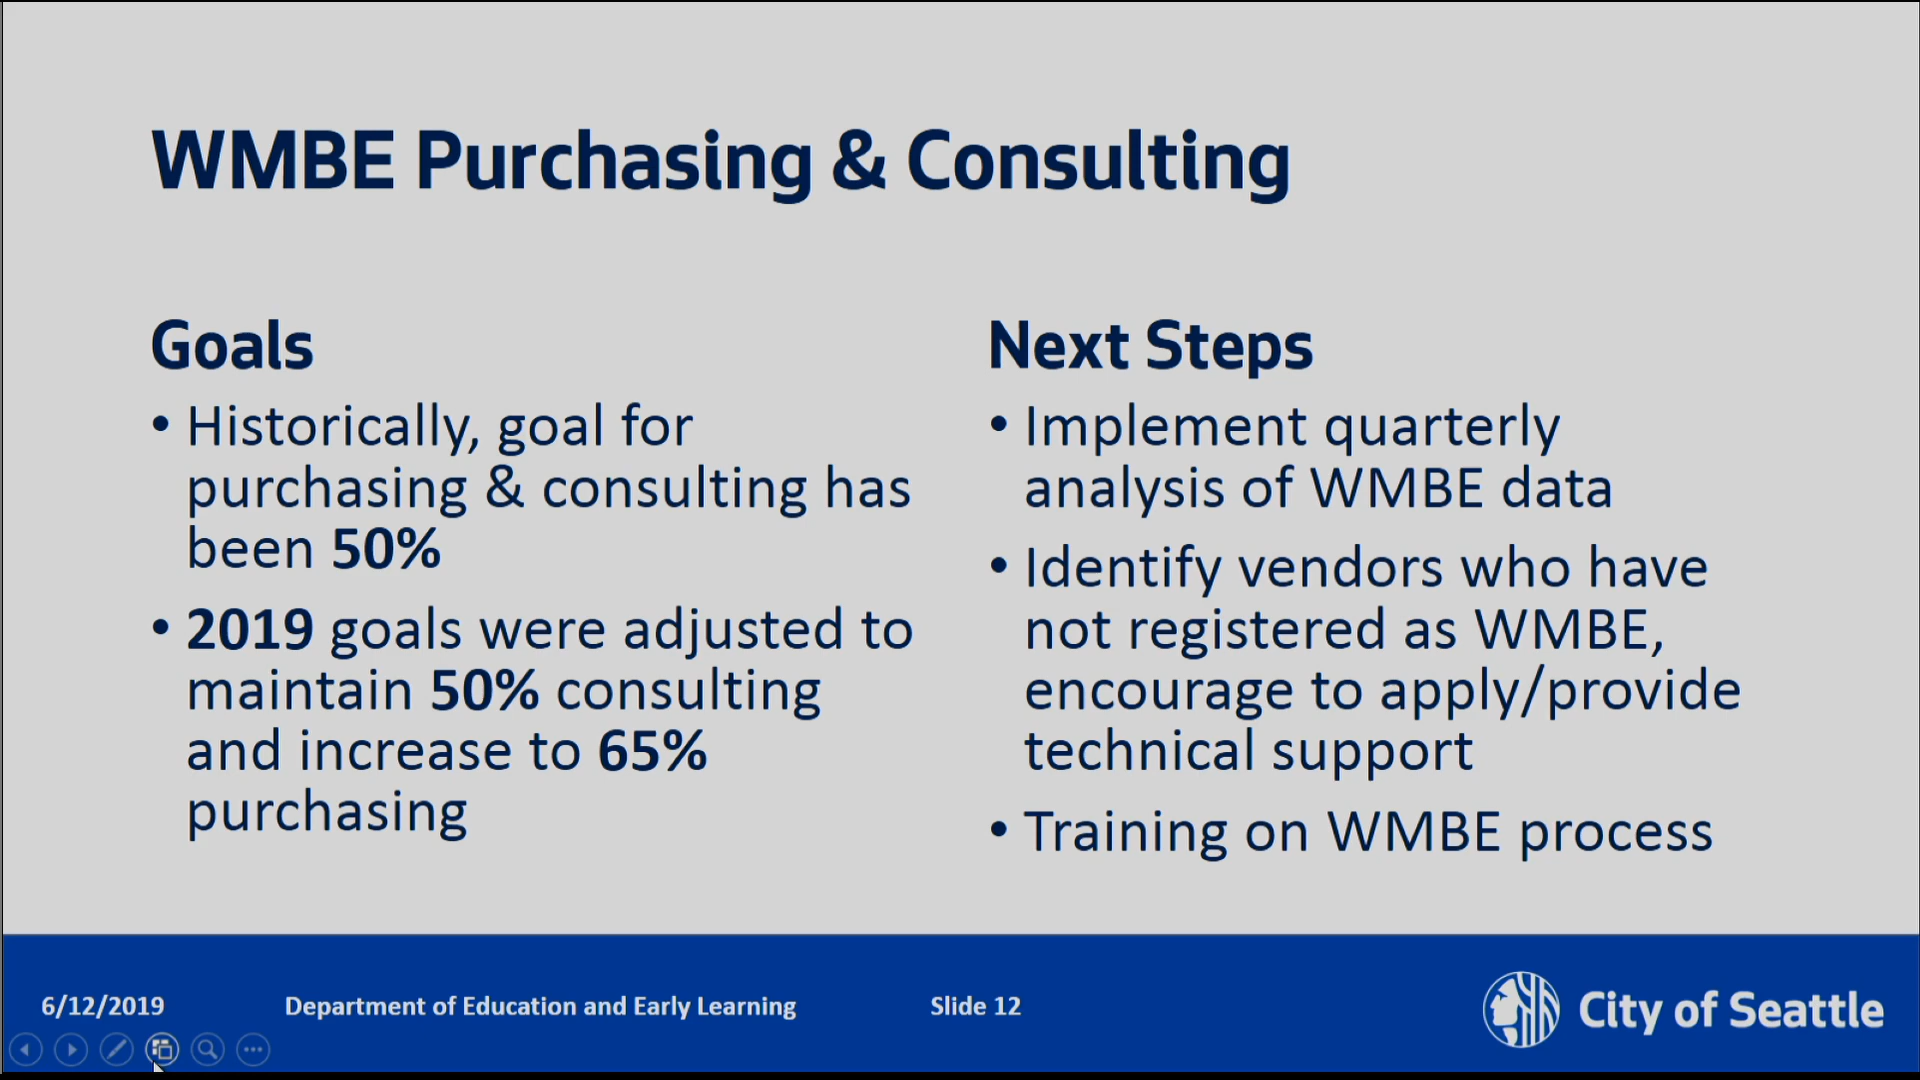 WMBE Purchasing & Consulting
Goals
• Historically, goal for
purchasing & consulting has
been 50%
• 2019 goals were adjusted to
maintain 50% consulting
and increase to 65%
purchasing
Next Steps
• Implement quarterly
analysis of WMBE data
• Identify vendors who have
not registered as WMBE,
encourage to apply/provide
technical support
• Training on WMBE process
6/12/2019 Department of Education and Early Learning Slide 12
City of Seattle